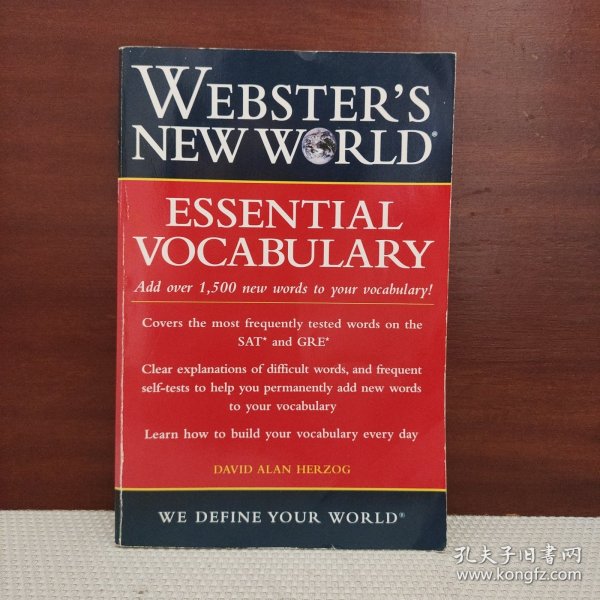 WEBSTER'S
NEW WORLD®
ESSENTIAL
VOCABULARY
Add over 1,500 new words to your vocabulary!
Covers the most frequently tested words on the
SAT* and GRE*
Clear explanations of difficult words, and frequent
self-tests to help you permanently add new words
to your vocabulary
Learn how to build your vocabulary every day
DAVID ALAN HERZOG
WE DEFINE YOUR WORLD®
孔夫子旧书网
www.kongfz.com